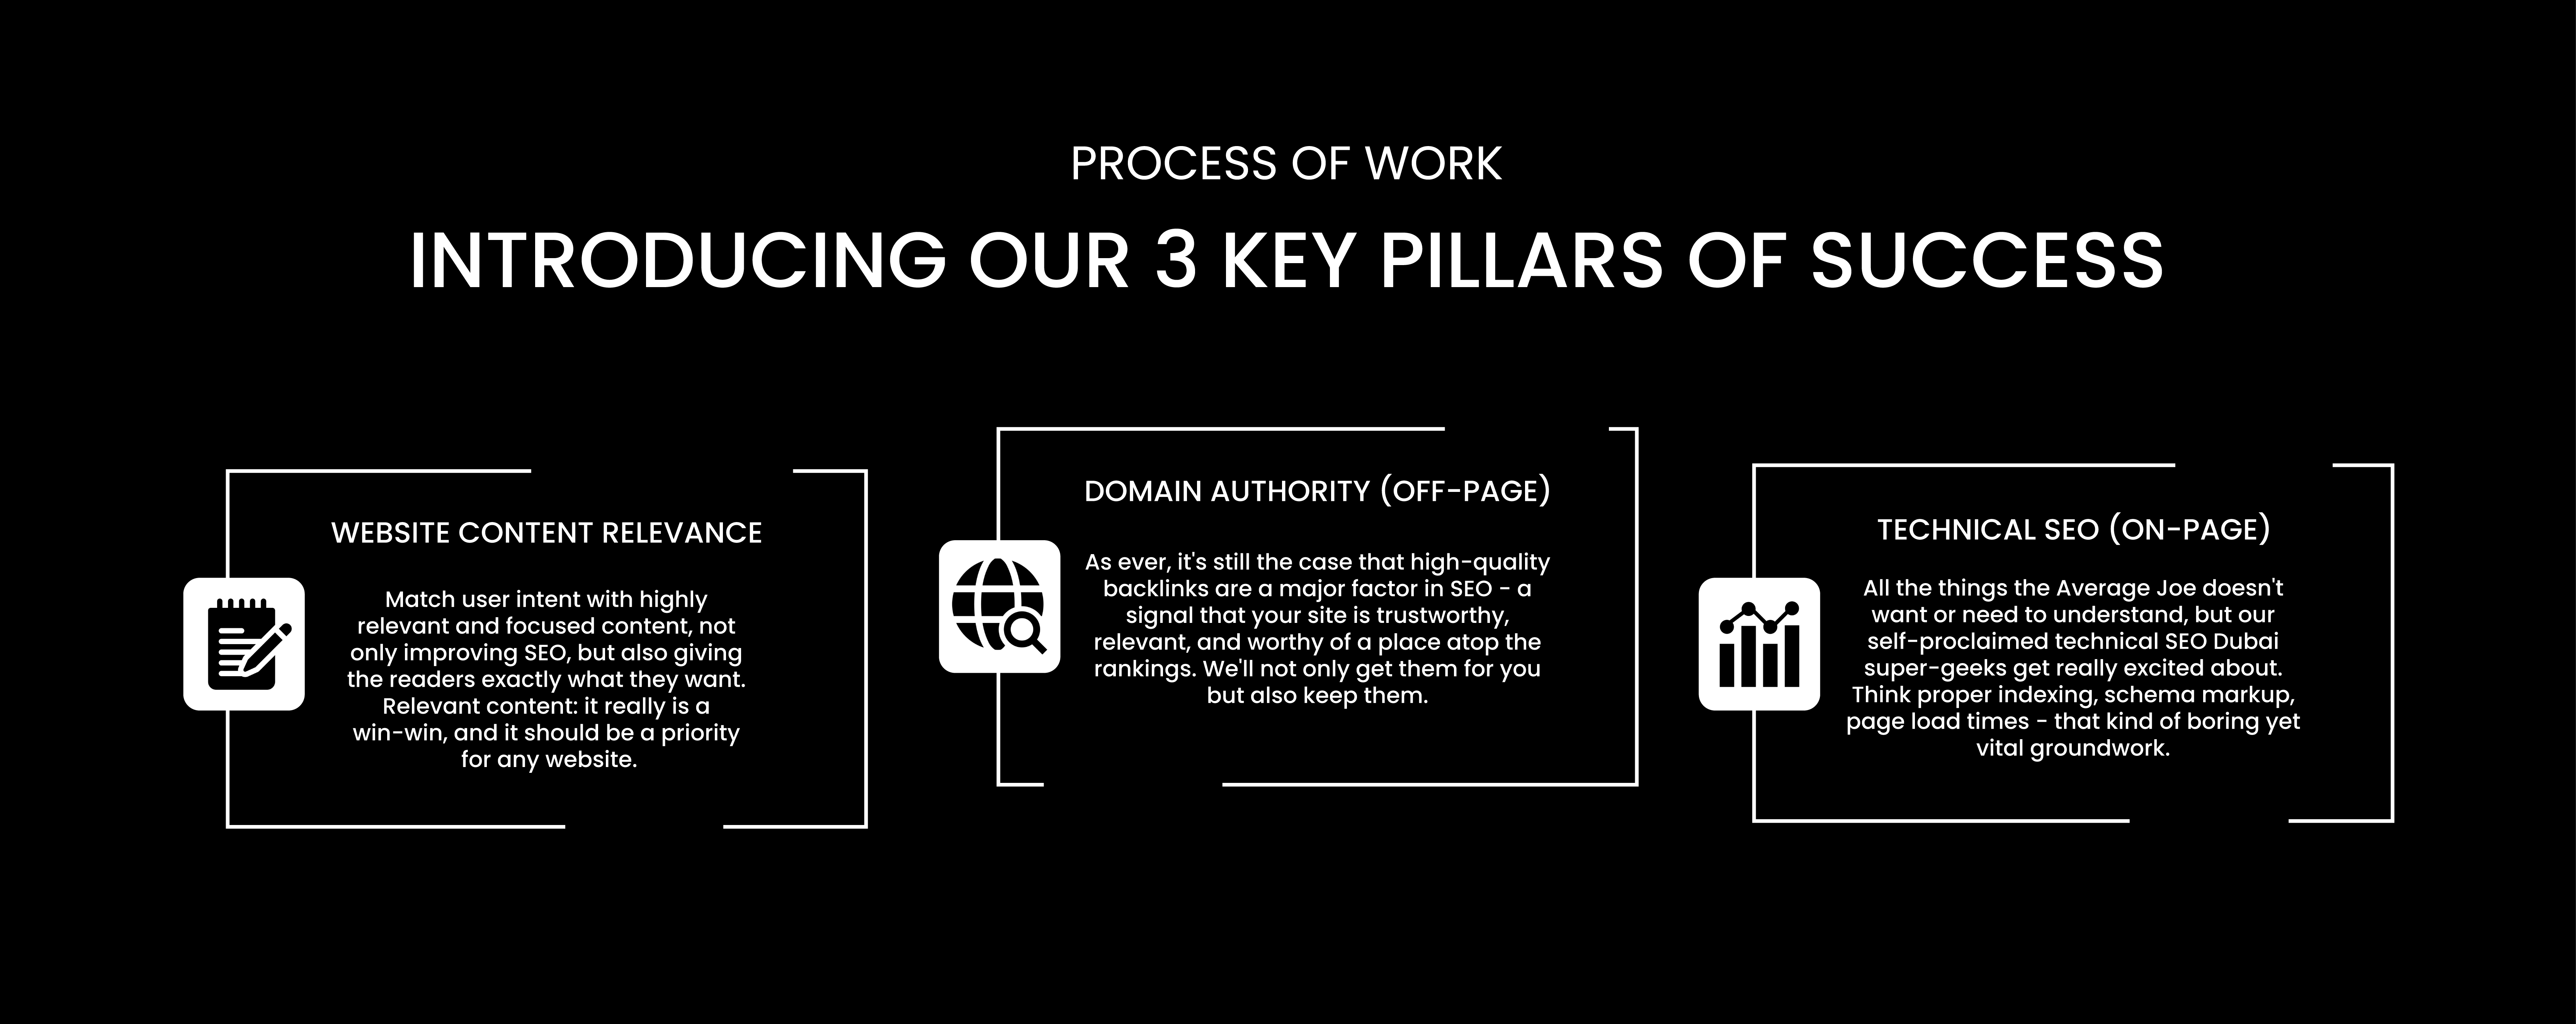 PROCESS OF WORK
INTRODUCING OUR 3 KEY PILLARS OF SUCCESS
WEBSITE CONTENT RELEVANCE
Match user intent with highly
relevant and focused content, not
only improving SEO, but also giving
the readers exactly what they want.
Relevant content: it really is a
win-win, and it should be a priority
for any website.
DOMAIN AUTHORITY (OFF-PAGE)
As ever, it's still the case that high-quality
backlinks are a major factor in SEO - a
signal that your site is trustworthy,
relevant, and worthy of a place atop the
rankings. We'll not only get them for you
but also keep them.
TECHNICAL SEO (ON-PAGE)
All the things the Average Joe doesn't
want or need to understand, but our
self-proclaimed technical SEO Dubai
super-geeks get really excited about.
Think proper indexing, schema markup,
page load times - that kind of boring yet
vital groundwork.